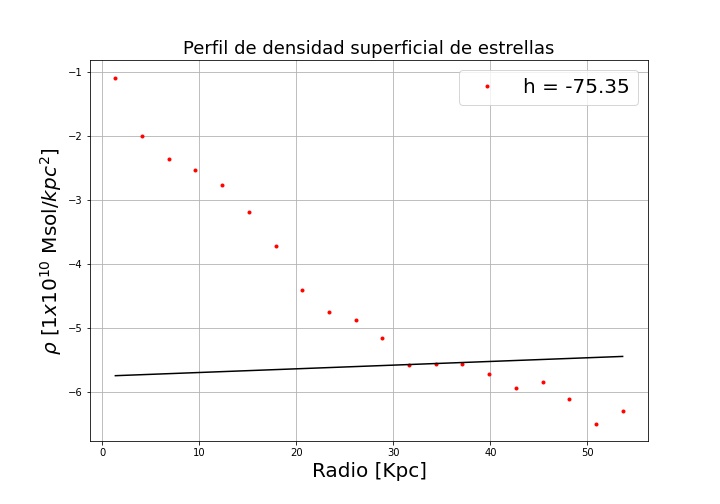 Perfil de densidad superficial de estrellas
h = -75.35
ρ [1x10¹⁰ Msol/kpc²]
−1
−2
−3
−4
−5
−6
0 10 20 30 40 50
Radio [Kpc]